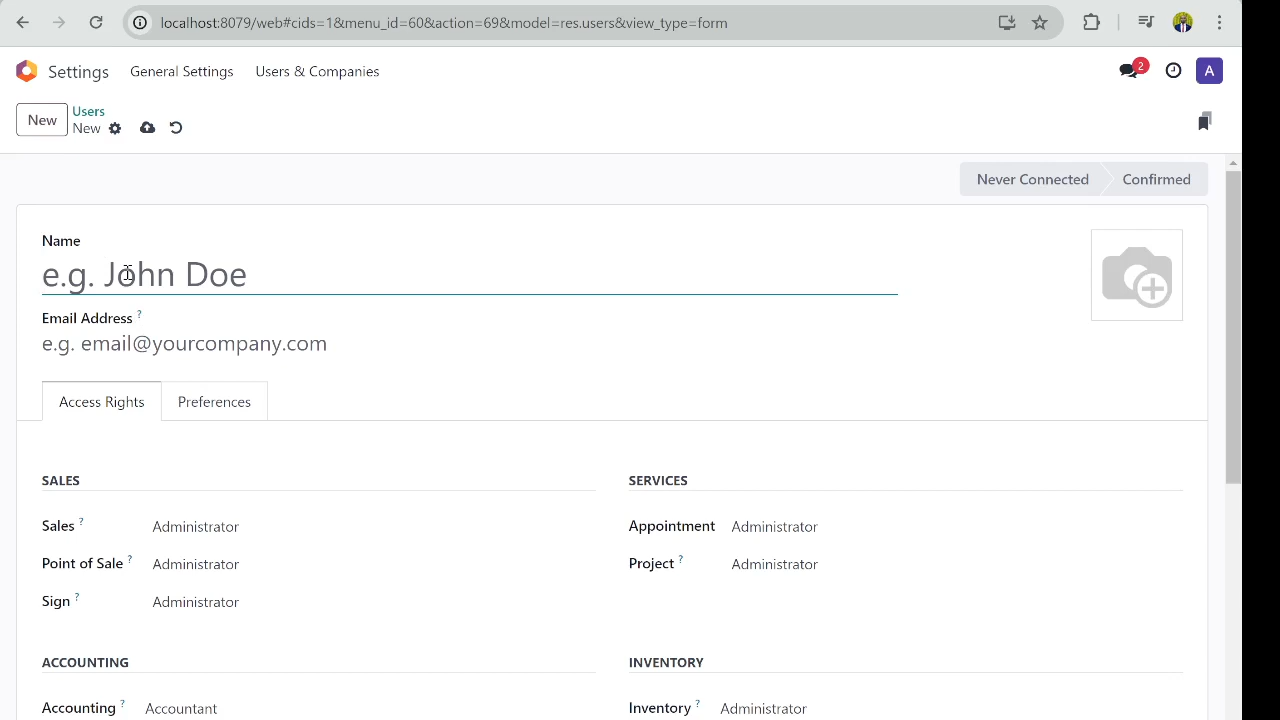 localhost:8079/web#cids=1&menu_id=60&action=69&model=res.users&view_type=form
Settings General Settings Users & Companies 2 A
New Users
New
Never Connected Confirmed
Name
e.g. John Doe
Email Address ?
e.g. email@yourcompany.com
Access Rights Preferences
SALES SERVICES
Sales ? Administrator Appointment Administrator
Point of Sale ? Administrator Project ? Administrator
Sign ? Administrator
ACCOUNTING INVENTORY
Accounting ? Accountant Inventory ? Administrator